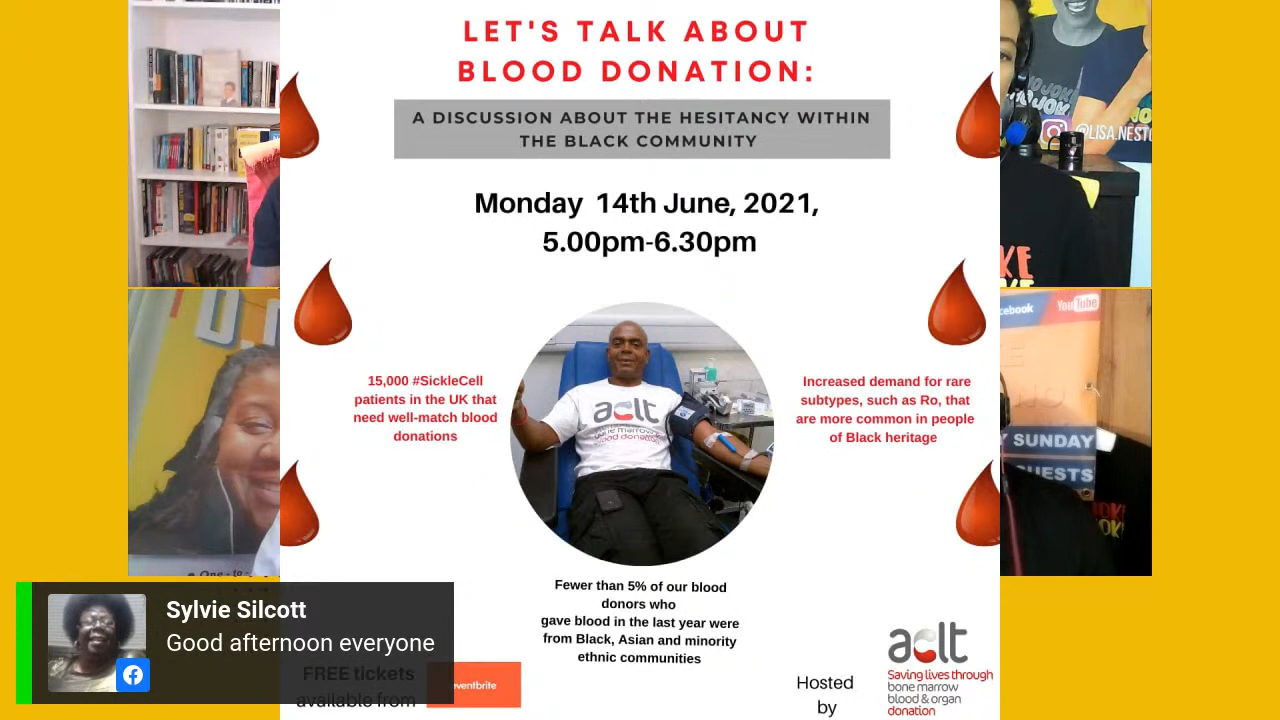 LET'S TALK ABOUT
BLOOD DONATION:
A DISCUSSION ABOUT THE HESITANCY WITHIN
THE BLACK COMMUNITY
Monday 14th June, 2021,
5.00pm-6.30pm
15,000 #SickleCell
patients in the UK that
need well-match blood
donations
Increased demand for rare
subtypes, such as Ro, that
are more common in people
of Black heritage
aclt
blood donation
Fewer than 5% of our blood
donors who
gave blood in the last year were
from Black, Asian and minority
ethnic communities
FREE tickets
available from
eventbrite
Hosted
by
aclt
Saving lives through
bone marrow
blood & organ
donation
Sylvie Silcott
Good afternoon everyone
@LISA.NEST
YouTube
SUNDAY